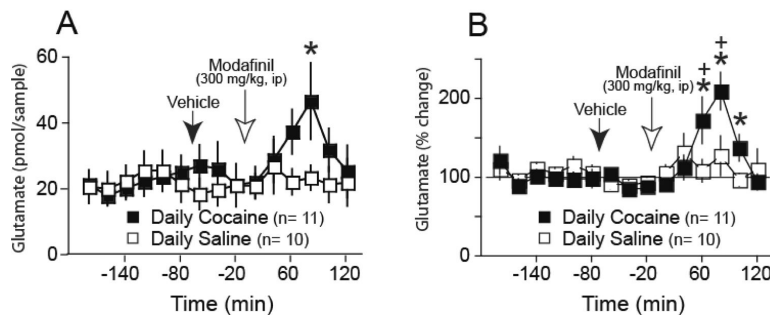 A
B
Glutamate (pmol/sample)
60
40
20
0
Vehicle
Modafinil
(300 mg/kg, ip)
*
Daily Cocaine (n= 11)
Daily Saline (n= 10)
-140 -80 -20 60 120
Time (min)
Glutamate (% change)
200
100
0
Vehicle
Modafinil
(300 mg/kg, ip)
+
*
+
*
*
Daily Cocaine (n= 11)
Daily Saline (n= 10)
-140 -80 -20 60 120
Time (min)